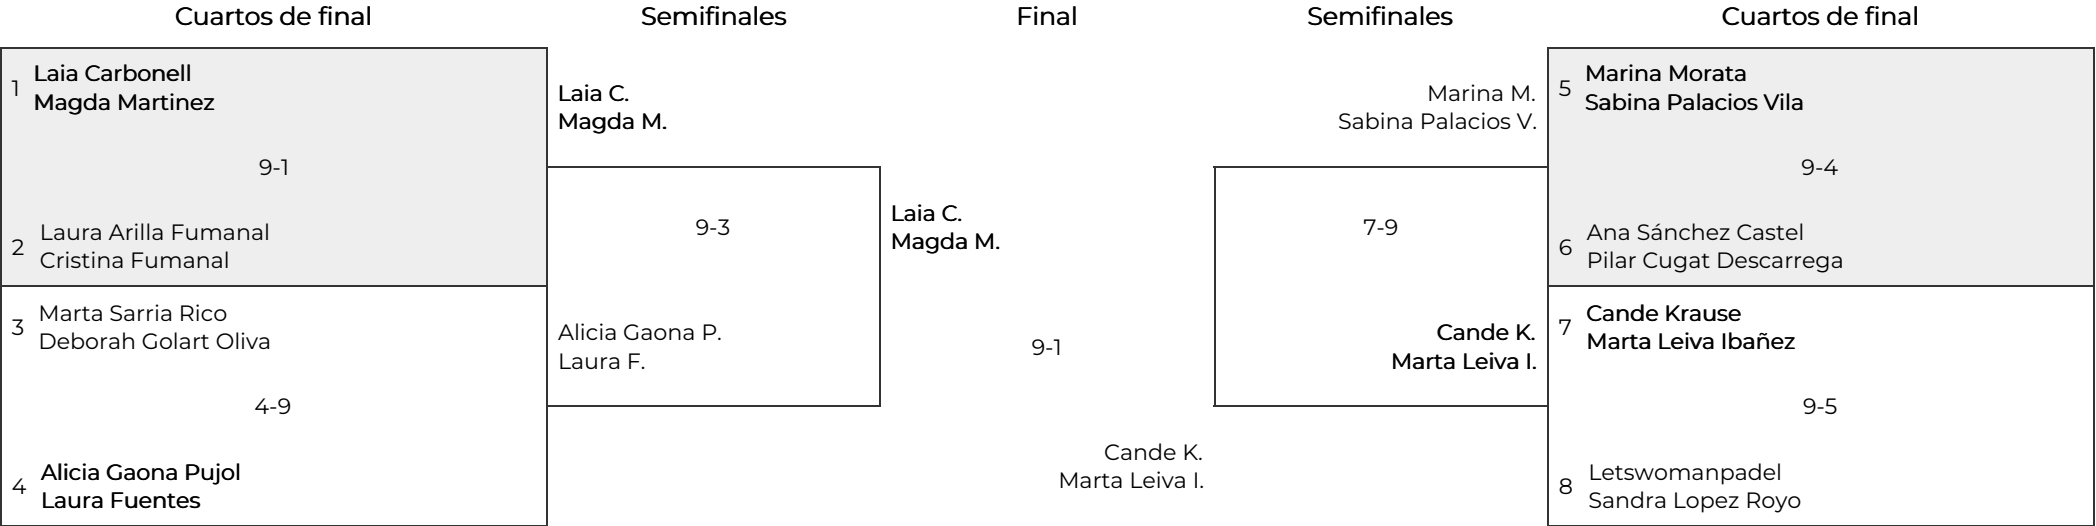 Cuartos de final
Semifinales
Final
Semifinales
Cuartos de final
1
Laia Carbonell
Magda Martinez
9-1
2
Laura Arilla Fumanal
Cristina Fumanal
3
Marta Sarria Rico
Deborah Golart Oliva
4-9
4
Alicia Gaona Pujol
Laura Fuentes
Laia C.
Magda M.
9-3
Alicia Gaona P.
Laura F.
Laia C.
Magda M.
9-1
Cande K.
Marta Leiva I.
Marina M.
Sabina Palacios V.
7-9
Cande K.
Marta Leiva I.
5
Marina Morata
Sabina Palacios Vila
9-4
6
Ana Sánchez Castel
Pilar Cugat Descarrega
7
Cande Krause
Marta Leiva Ibañez
9-5
8
Letswomanpadel
Sandra Lopez Royo